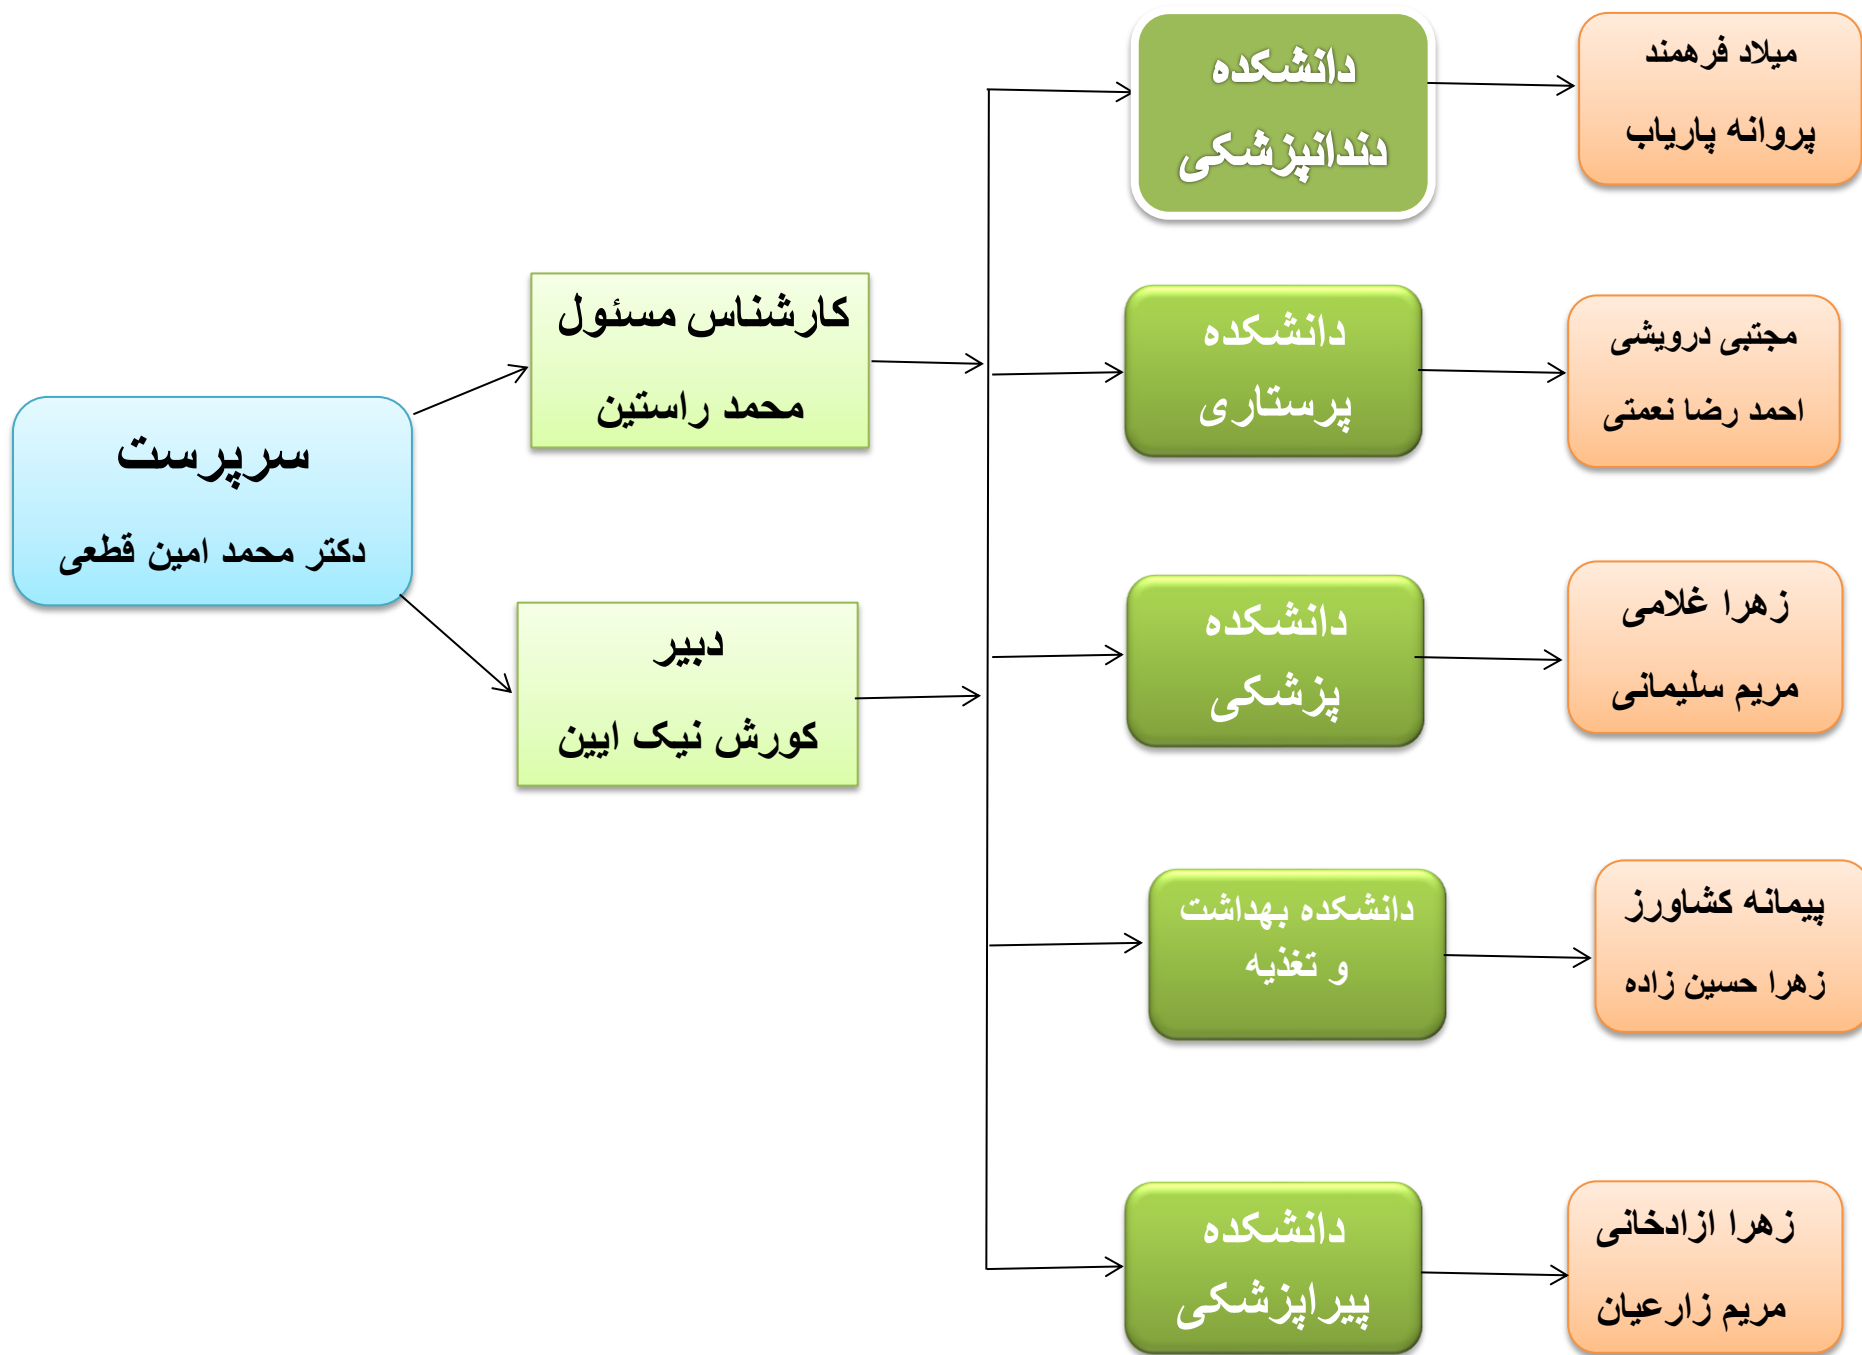 سرپرست
دکتر محمد امین قطعی
کارشناس مسئول
محمد راستین
دبیر
کورش نیک ایین
دانشکده
دندانپزشکی
میلاد فرهمند
پروانه پاریاب
دانشکده
پرستاری
مجتبی درویشی
احمد رضا نعمتی
دانشکده
پزشکی
زهرا غلامی
مریم سلیمانی
دانشکده بهداشت
و تغذیه
پیمانه کشاورز
زهرا حسین زاده
دانشکده
پیراپزشکی
زهرا ازادخانی
مریم زارعیان